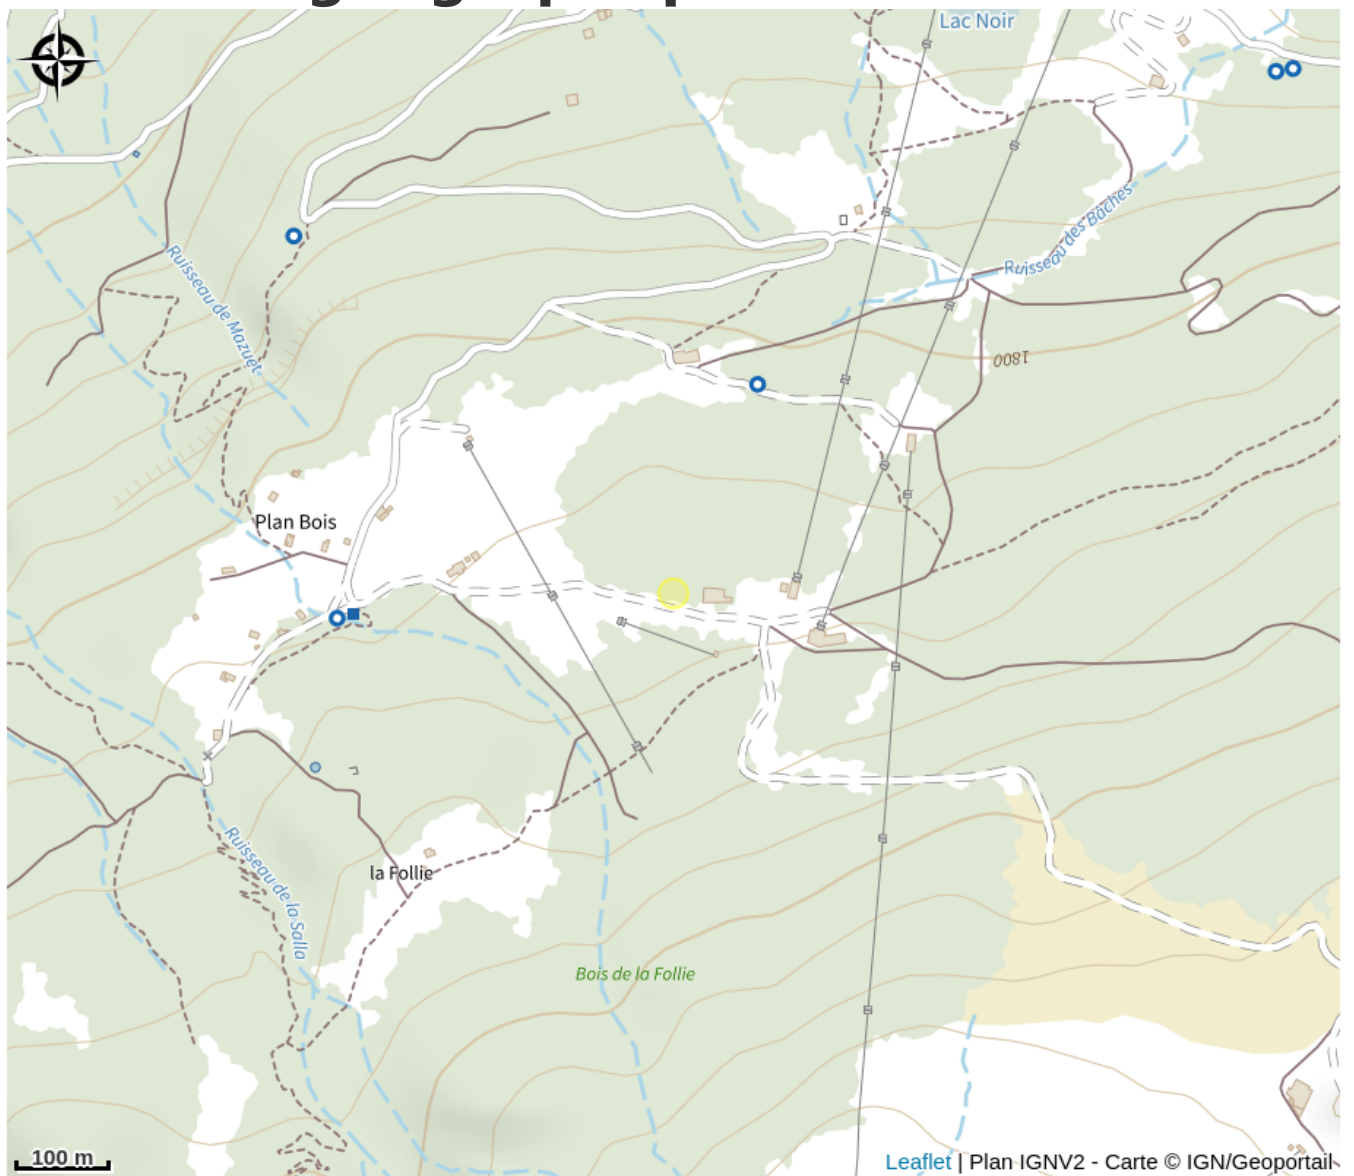 Lac Noir
Ruisseau des Bâches
Ruisseau de Mazuet
1800
Plan Bois
la Follie
Ruisseau de la Salla
Bois de la Follie
100 m
Leaflet | Plan IGNV2 - Carte © IGN/Geoportail